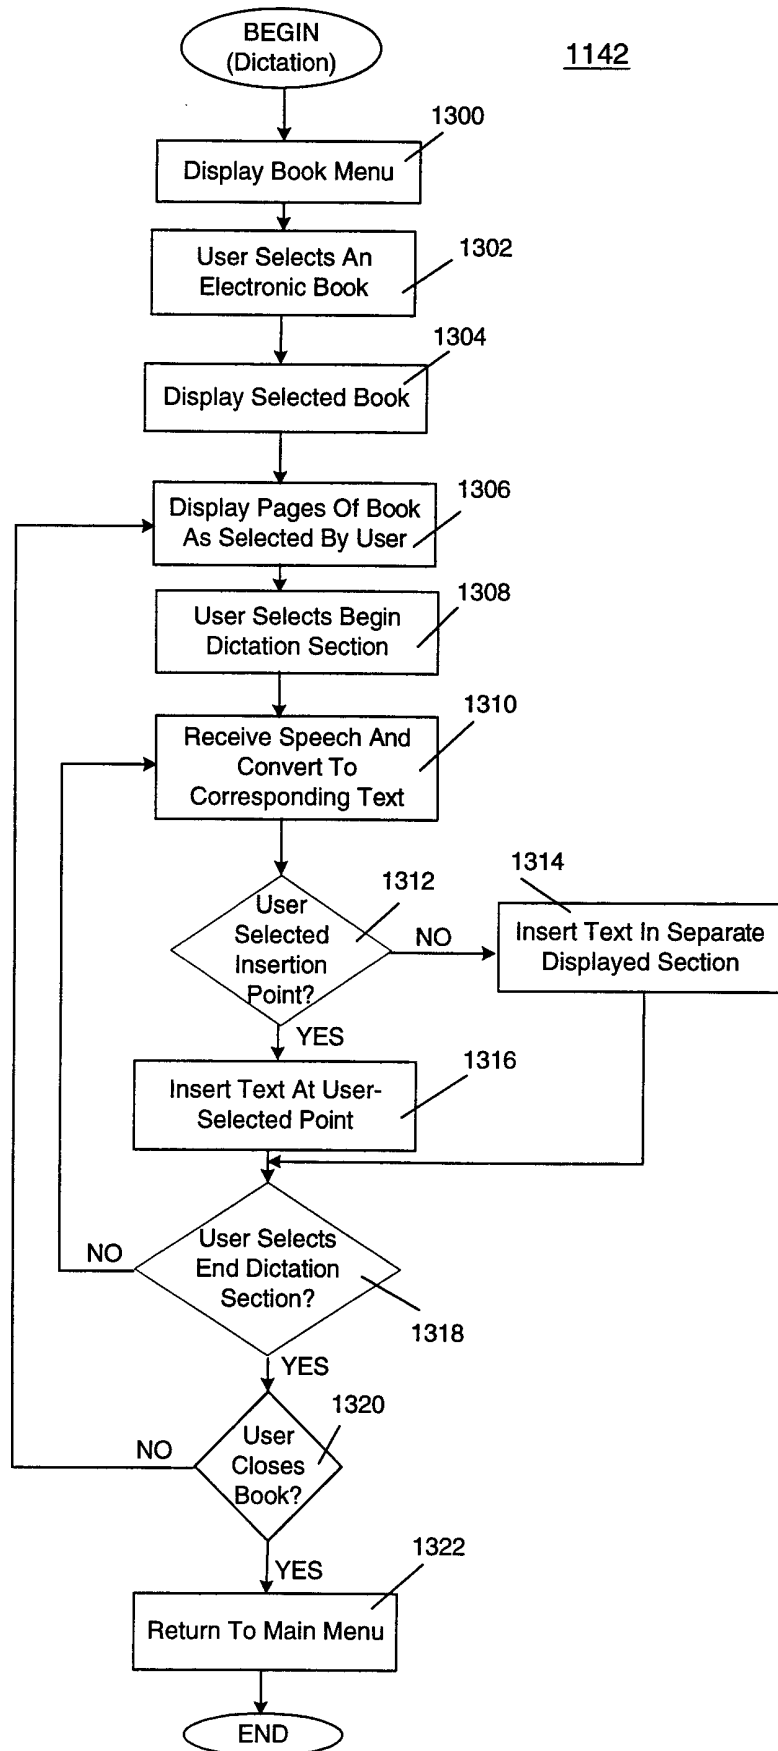 BEGIN
(Dictation)
1142
1300
Display Book Menu
1302
User Selects An
Electronic Book
1304
Display Selected Book
1306
Display Pages Of Book
As Selected By User
1308
User Selects Begin
Dictation Section
1310
Receive Speech And
Convert To
Corresponding Text
1312
User
Selected
Insertion
Point?
NO
1314
Insert Text In Separate
Displayed Section
YES
1316
Insert Text At User-
Selected Point
User Selects
End Dictation
Section?
NO
1318
YES
1320
User
Closes
Book?
NO
YES
1322
Return To Main Menu
END